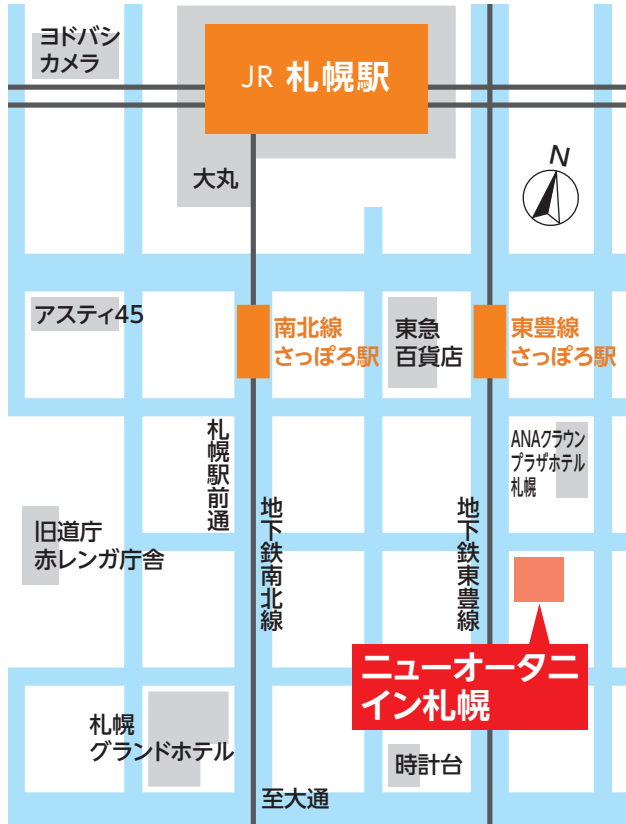 ヨドバシ
カメラ
JR 札幌駅
大丸
N
アスティ45
南北線
さっぽろ駅
東急
百貨店
東豊線
さっぽろ駅
札幌駅前通
ANAクラウン
プラザホテル
札幌
地下鉄南北線
地下鉄東豊線
旧道庁
赤レンガ庁舎
ニューオータニ
イン札幌
札幌
グランドホテル
時計台
至大通